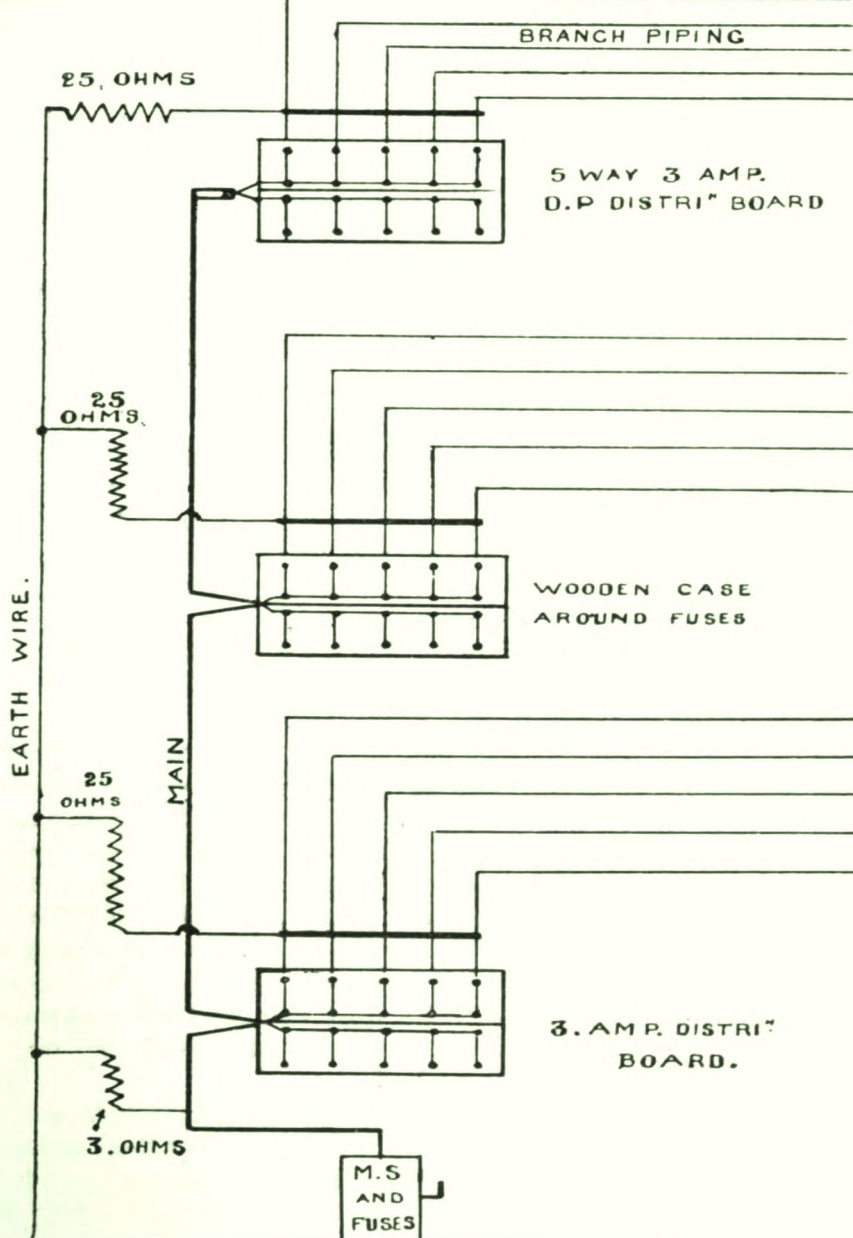 BRANCH PIPING
25, OHMS
5 WAY 3 AMP.
D.P DISTRI" BOARD
25
OHMS.
WOODEN CASE
AROUND FUSES
EARTH WIRE.
MAIN
25
OHMS
3. AMP. DISTRI"
BOARD.
3. OHMS
M.S
AND
FUSES